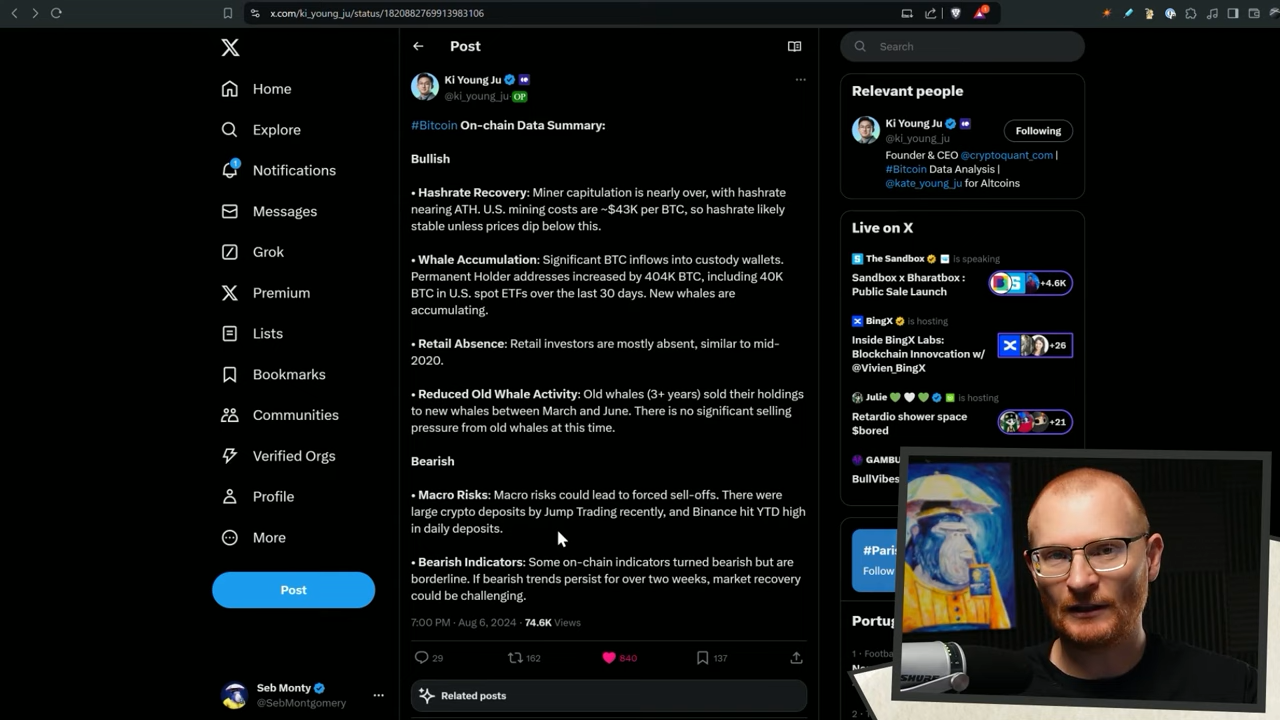 x.com/ki_young_ju/status/1820882769913983106
1
X
Home
Explore
1
Notifications
Messages
Grok
Premium
Lists
Bookmarks
Communities
Verified Orgs
Profile
More
Post
Seb Monty
@SebMontgomery
Post
Ki Young Ju
@ki_young_ju OP
#Bitcoin On-chain Data Summary:
Bullish
• Hashrate Recovery: Miner capitulation is nearly over, with hashrate
nearing ATH. U.S. mining costs are ~$43K per BTC, so hashrate likely
stable unless prices dip below this.
• Whale Accumulation: Significant BTC inflows into custody wallets.
Permanent Holder addresses increased by 404K BTC, including 40K
BTC in U.S. spot ETFs over the last 30 days. New whales are
accumulating.
• Retail Absence: Retail investors are mostly absent, similar to mid-
2020.
• Reduced Old Whale Activity: Old whales (3+ years) sold their holdings
to new whales between March and June. There is no significant selling
pressure from old whales at this time.
Bearish
• Macro Risks: Macro risks could lead to forced sell-offs. There were
large crypto deposits by Jump Trading recently, and Binance hit YTD high
in daily deposits.
• Bearish Indicators: Some on-chain indicators turned bearish but are
borderline. If bearish trends persist for over two weeks, market recovery
could be challenging.
7:00 PM · Aug 6, 2024 · 74.6K Views
29
162
840
137
Related posts
Search
Relevant people
Ki Young Ju
@ki_young_ju
Following
Founder & CEO @cryptoquant_com |
#Bitcoin Data Analysis |
@kate_young_ju for Altcoins
Live on X
The Sandbox is speaking
Sandbox x Bharatbox :
Public Sale Launch
+4.6K
BingX is hosting
Inside BingX Labs:
Blockchain Innovcation w/
@Vivien_BingX
+26
Julie is hosting
Retardio shower space
$bored
+21
GAMBU
BullVibes
#Pari
Follow
Portug
1
SHURE